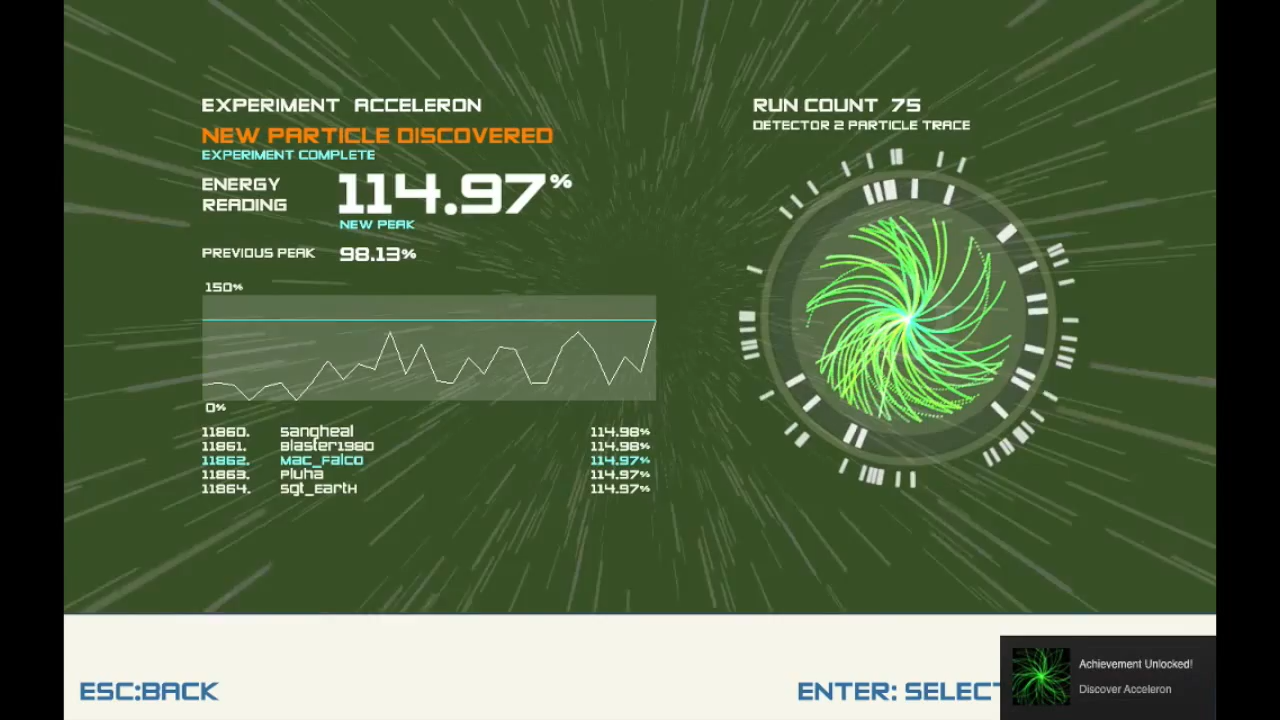 EXPERIMENT ACCELERON
NEW PARTICLE DISCOVERED
EXPERIMENT COMPLETE
ENERGY READING 114.97%
NEW PEAK
PREVIOUS PEAK 98.13%
150%
0%
11860. sangheal 114.98%
11861. Blaster1980 114.98%
11862. Mac_Falco 114.97%
11863. Pluha 114.97%
11864. sgt_Earth 114.97%
RUN COUNT 75
DETECTOR 2 PARTICLE TRACE
ESC:BACK
ENTER: SELECT
Achievement Unlocked!
Discover Acceleron